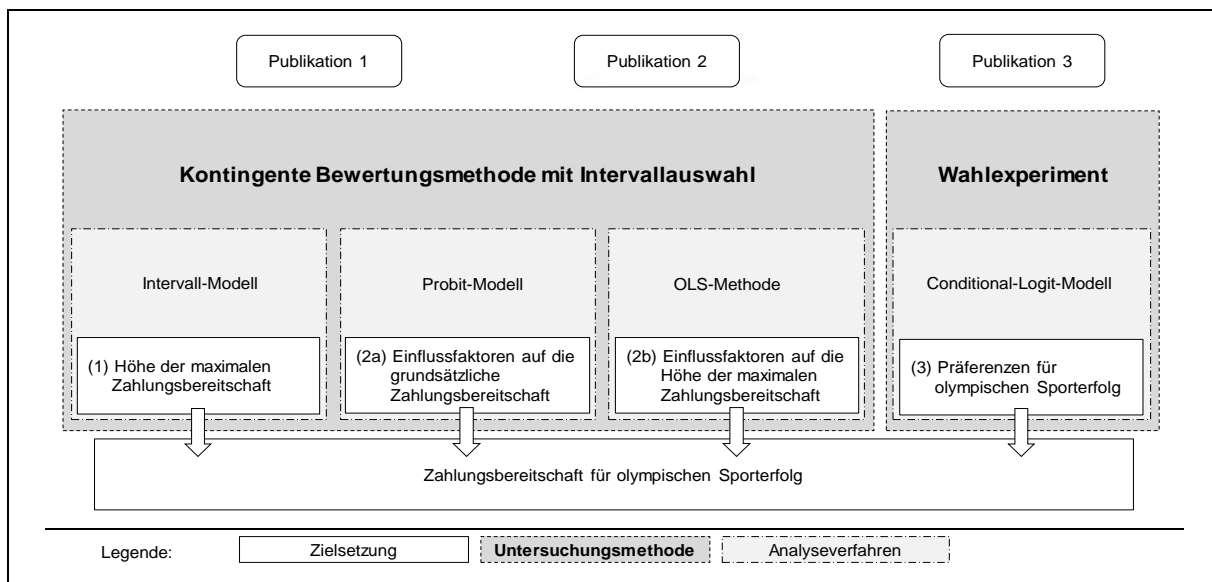 Publikation 1
Publikation 2
Publikation 3
Kontingente Bewertungsmethode mit Intervallauswahl
Wahlexperiment
Intervall-Modell
Probit-Modell
OLS-Methode
Conditional-Logit-Modell
(1) Höhe der maximalen
Zahlungsbereitschaft
(2a) Einflussfaktoren auf die
grundsätzliche
Zahlungsbereitschaft
(2b) Einflussfaktoren auf die
Höhe der maximalen
Zahlungsbereitschaft
(3) Präferenzen für
olympischen Sporterfolg
Zahlungsbereitschaft für olympischen Sporterfolg
Legende:
Zielsetzung
Untersuchungsmethode
Analyseverfahren